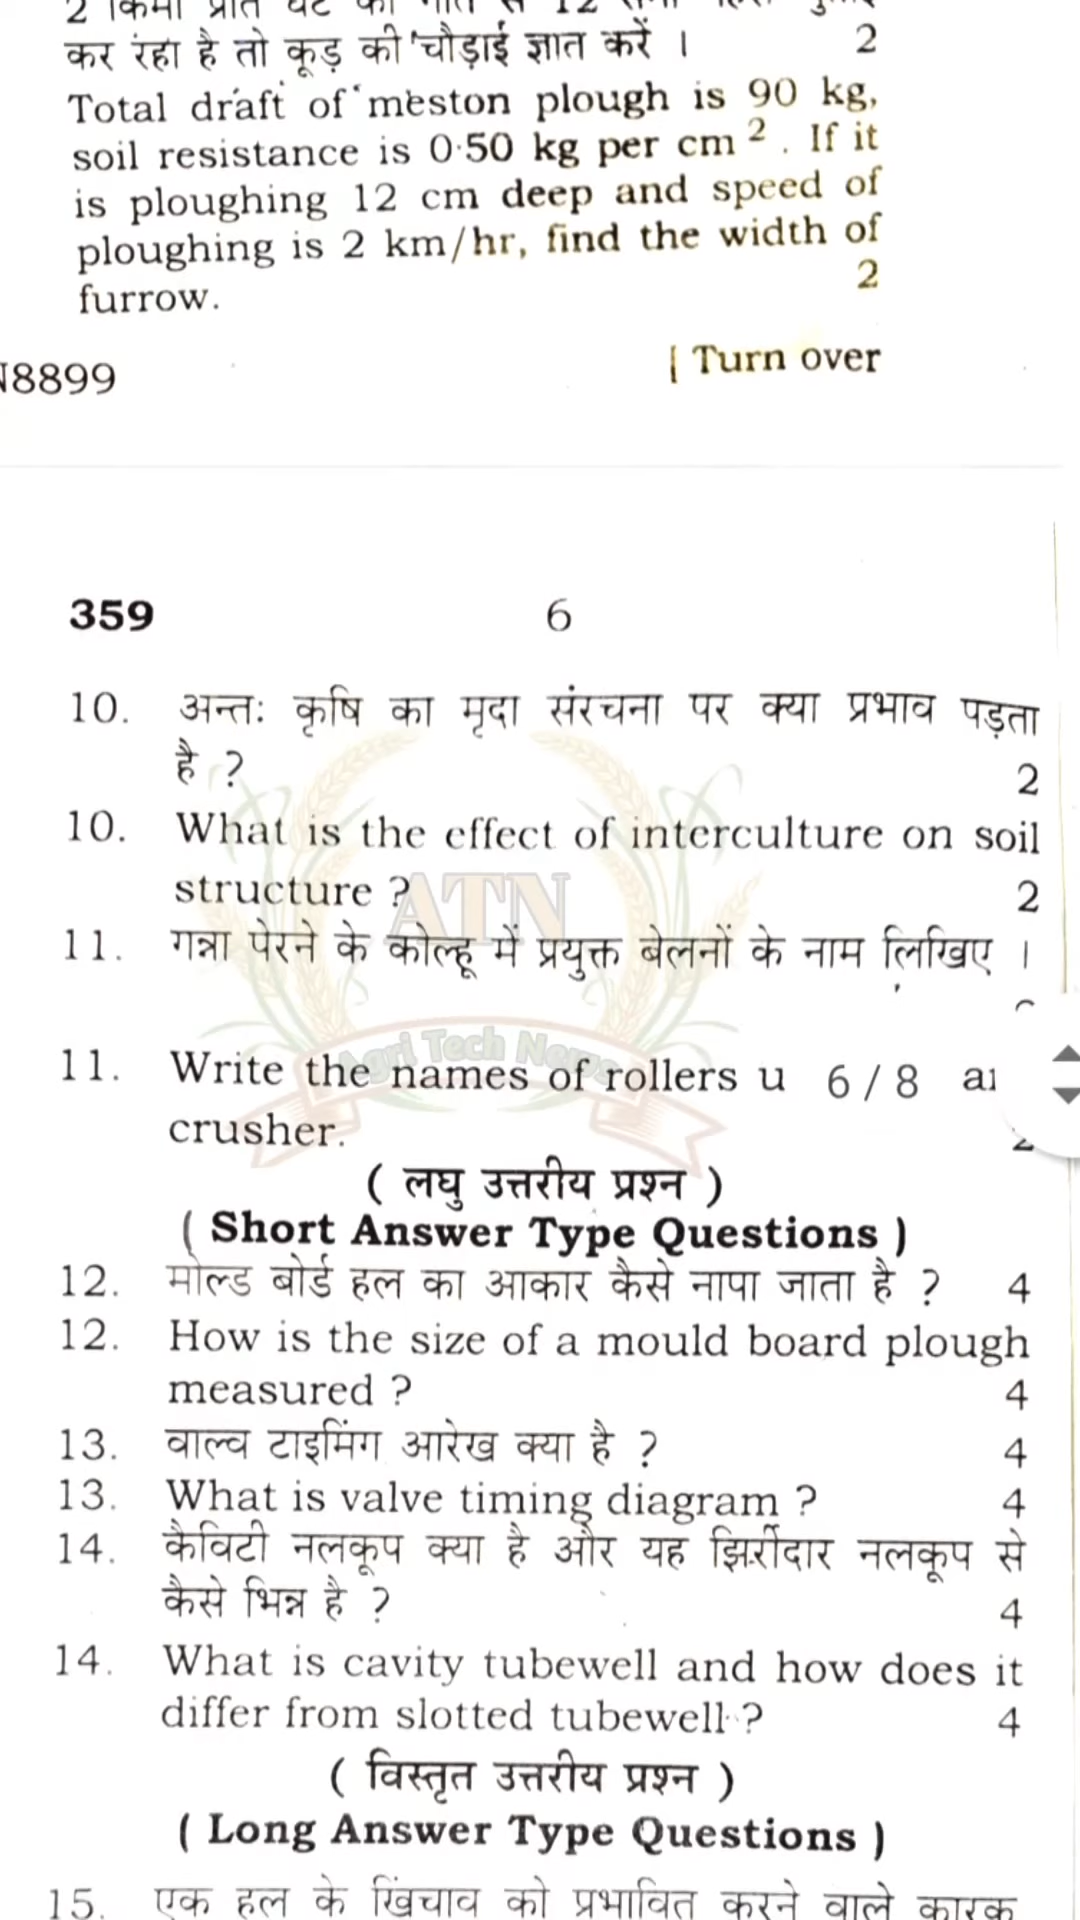 कर रहा है तो कूड़ की चौड़ाई ज्ञात करें । 2
Total draft of meston plough is 90 kg,
soil resistance is 0·50 kg per cm 2 . If it
is ploughing 12 cm deep and speed of
ploughing is 2 km/hr, find the width of
furrow. 2
8899 [ Turn over
359 6
10. अन्तः कृषि का मृदा संरचना पर क्या प्रभाव पड़ता
है ? 2
10. What is the effect of interculture on soil
structure ? 2
ATN
11. गन्ना पेरने के कोल्हू में प्रयुक्त बेलनों के नाम लिखिए ।
Agri Tech News
11. Write the names of rollers 6 / 8
crusher. 2
( लघु उत्तरीय प्रश्न )
( Short Answer Type Questions )
12. मोल्ड बोर्ड हल का आकार कैसे नापा जाता है ? 4
12. How is the size of a mould board plough
measured ? 4
13. वाल्व टाइमिंग आरेख क्या है ? 4
13. What is valve timing diagram ? 4
14. कैविटी नलकूप क्या है और यह झिर्रीदार नलकूप से
कैसे भिन्न है ? 4
14. What is cavity tubewell and how does it
differ from slotted tubewell ? 4
( विस्तृत उत्तरीय प्रश्न )
( Long Answer Type Questions )
15. एक हल के खिंचाव को प्रभावित करने वाले कारक